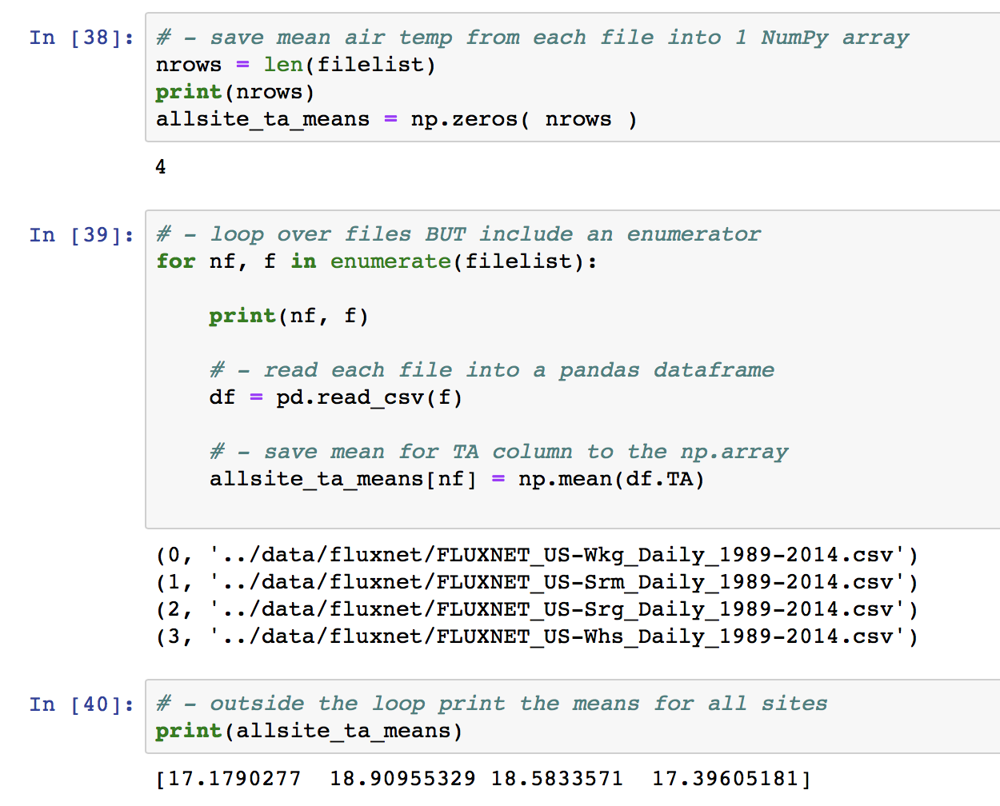 In [38]: # - save mean air temp from each file into 1 NumPy array
nrows = len(filelist)
print(nrows)
allsite_ta_means = np.zeros( nrows )
4
In [39]: # - loop over files BUT include an enumerator
for nf, f in enumerate(filelist):
    print(nf, f)
    # - read each file into a pandas dataframe
    df = pd.read_csv(f)
    # - save mean for TA column to the np.array
    allsite_ta_means[nf] = np.mean(df.TA)
(0, '../data/fluxnet/FLUXNET_US-Wkg_Daily_1989-2014.csv')
(1, '../data/fluxnet/FLUXNET_US-Srm_Daily_1989-2014.csv')
(2, '../data/fluxnet/FLUXNET_US-Srg_Daily_1989-2014.csv')
(3, '../data/fluxnet/FLUXNET_US-Whs_Daily_1989-2014.csv')
In [40]: # - outside the loop print the means for all sites
print(allsite_ta_means)
[17.1790277  18.90955329 18.5833571  17.39605181]